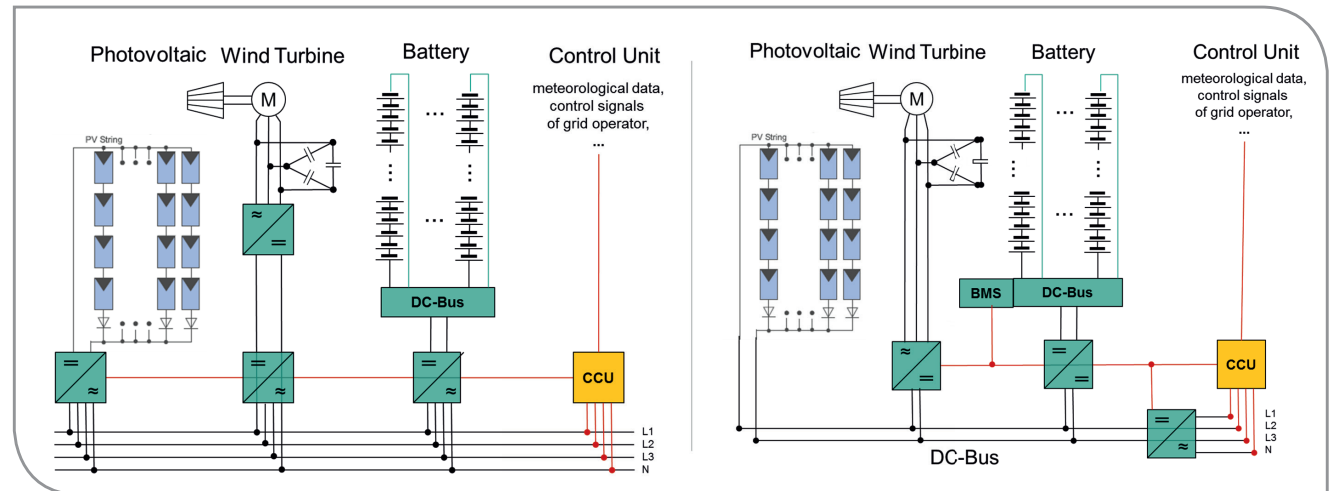 Photovoltaic Wind Turbine Battery Control Unit
meteorological data,
control signals
of grid operator,
...
M
PV String
...
...
≈
=
DC-Bus
=
≈
=
≈
=
≈
CCU
L1
L2
L3
N
Photovoltaic Wind Turbine Battery Control Unit
meteorological data,
control signals
of grid operator,
...
M
PV String
...
...
BMS
DC-Bus
≈
=
=
=
CCU
=
≈
L1
L2
L3
N
DC-Bus